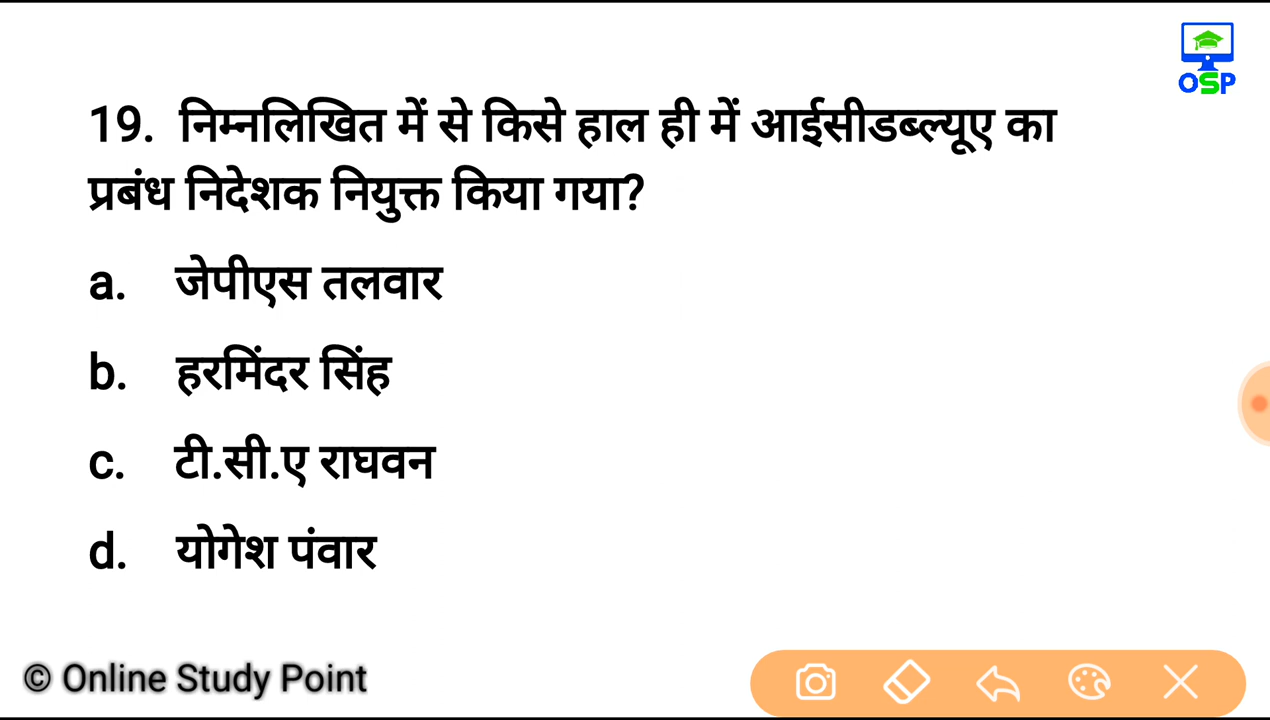 OSP
19. निम्नलिखित में से किसे हाल ही में आईसीडब्ल्यूए का
प्रबंध निदेशक नियुक्त किया गया?
a. जेपीएस तलवार
b. हरमिंदर सिंह
c. टी.सी.ए राघवन
d. योगेश पंवार
© Online Study Point